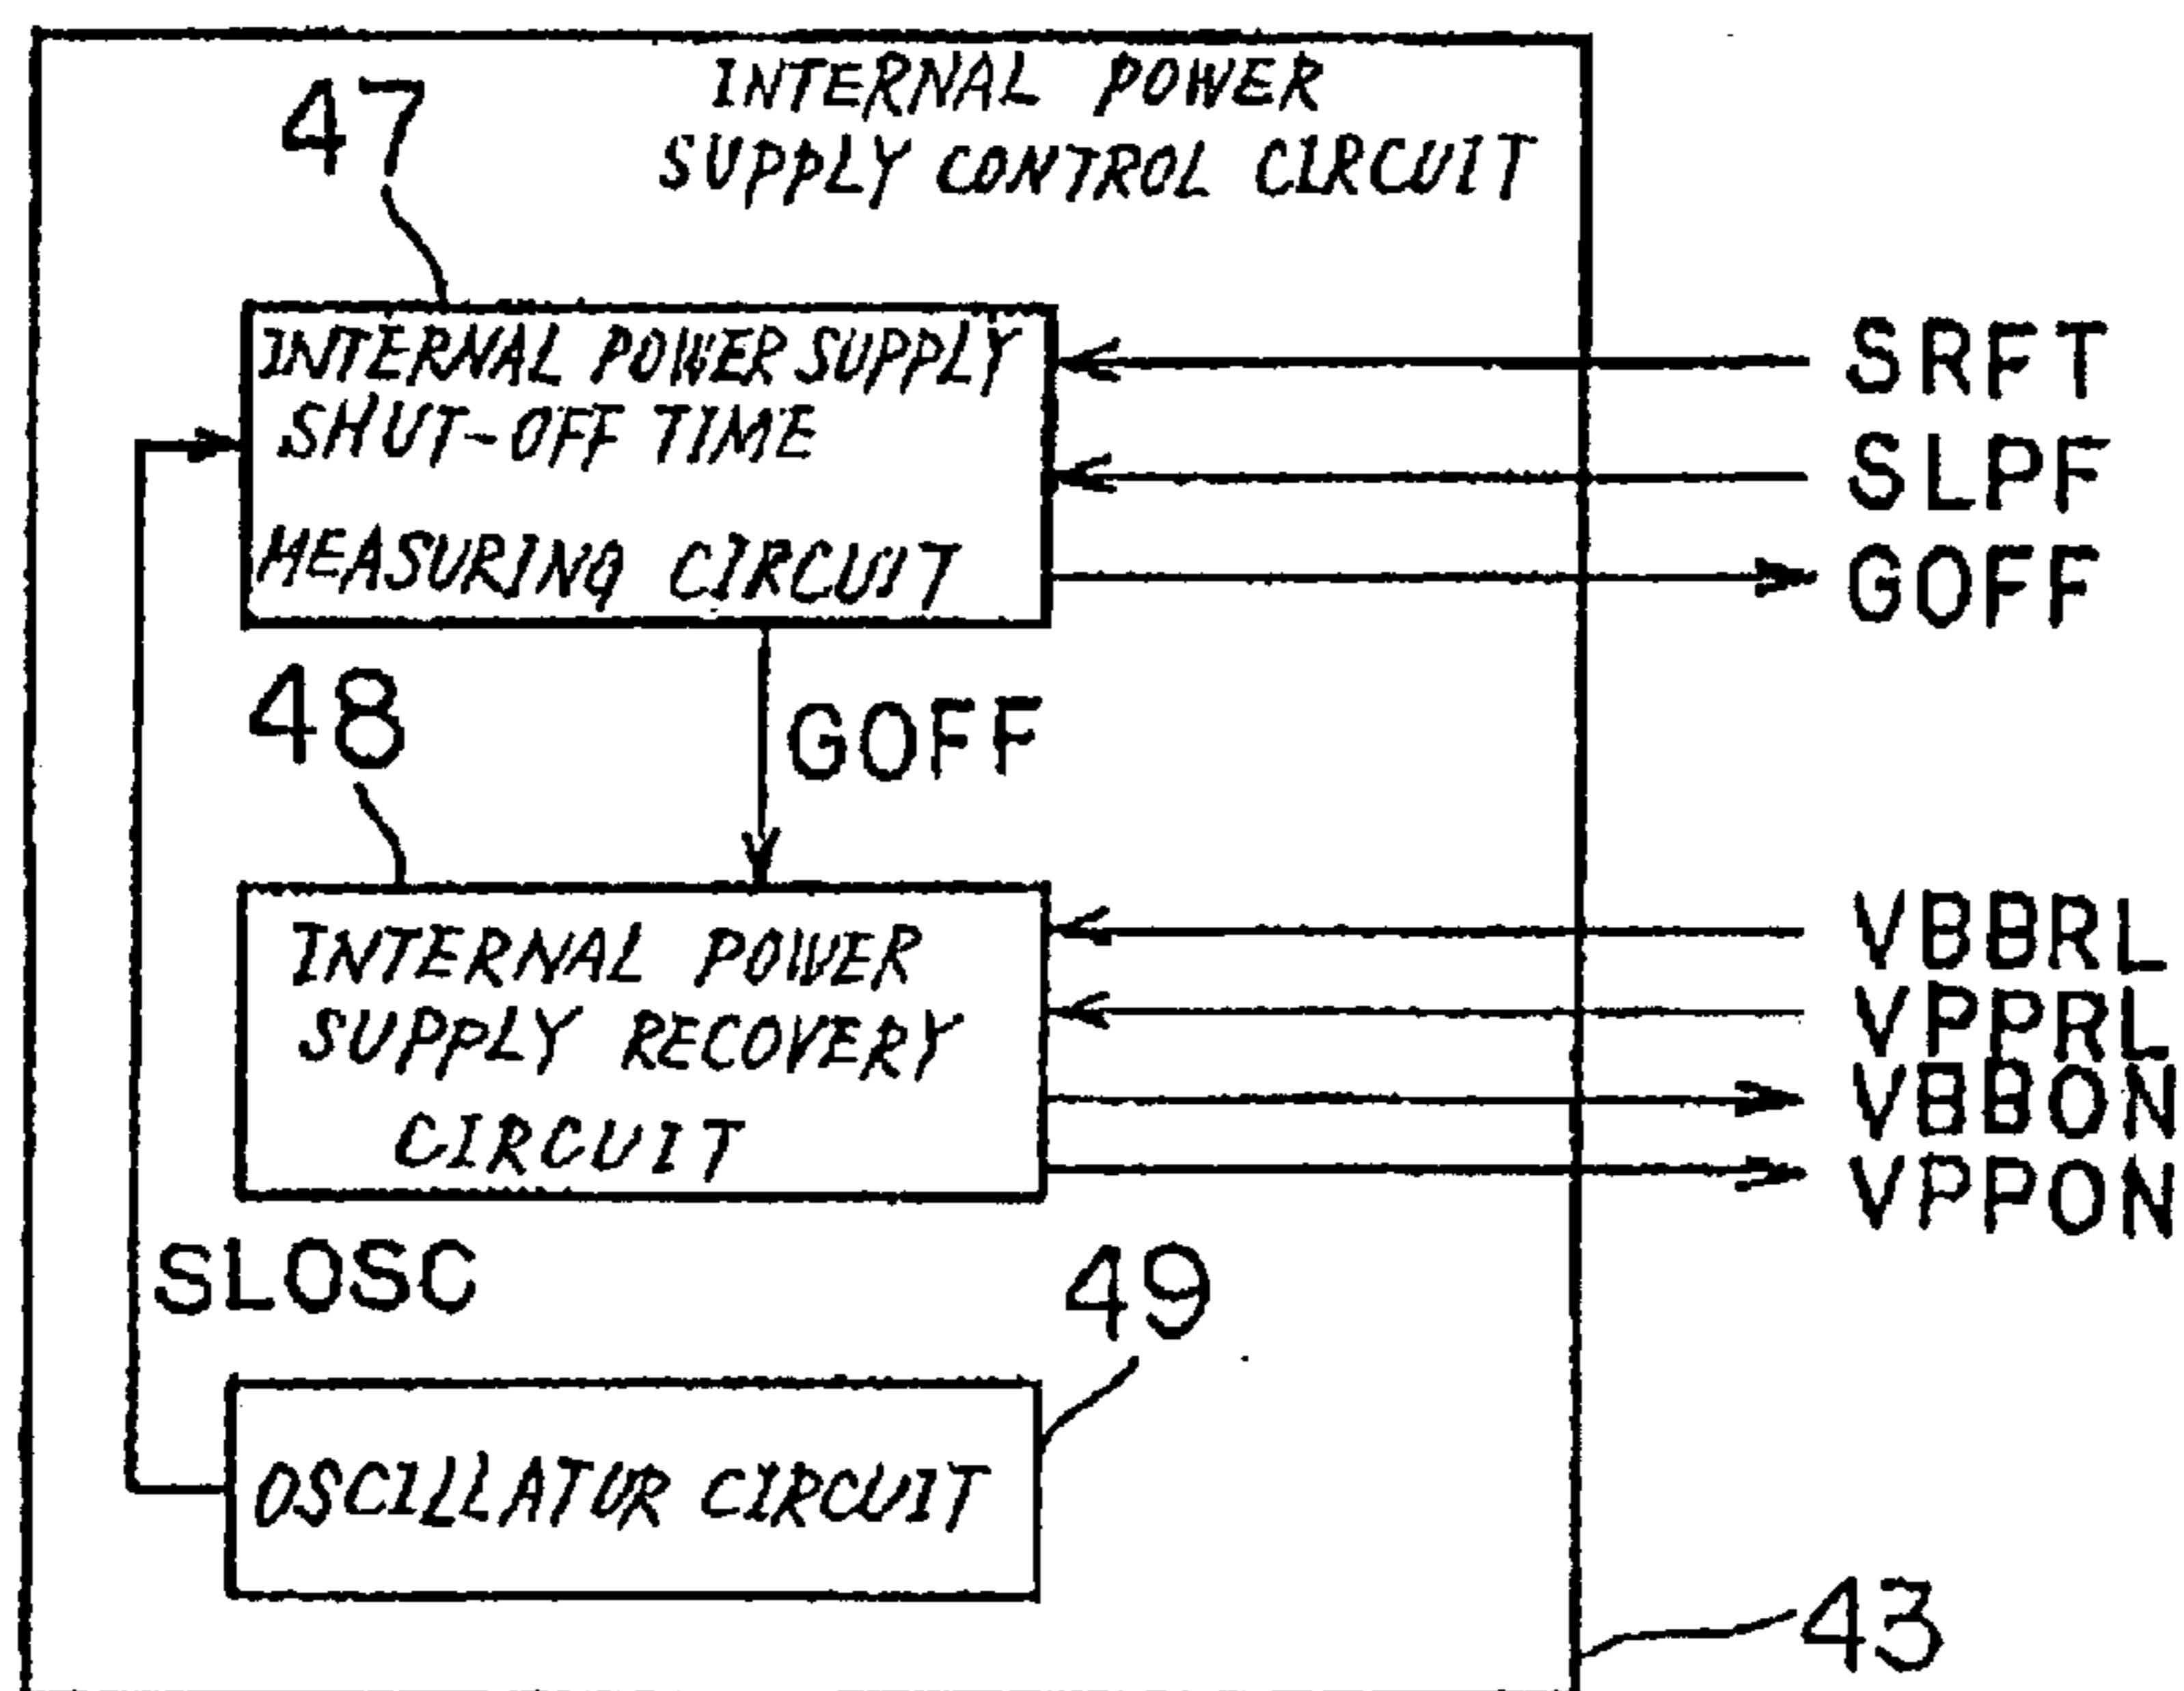 INTERNAL POWER
SUPPLY CONTROL CIRCUIT
47
INTERNAL POWER SUPPLY
SHUT-OFF TIME
MEASURING CIRCUIT
SRFT
SLPF
GOFF
48
GOFF
INTERNAL POWER
SUPPLY RECOVERY
CIRCUIT
VBBRL
VPPRL
VBBON
VPPON
SLOSC
49
OSCILLATUR CIRCUIT
43